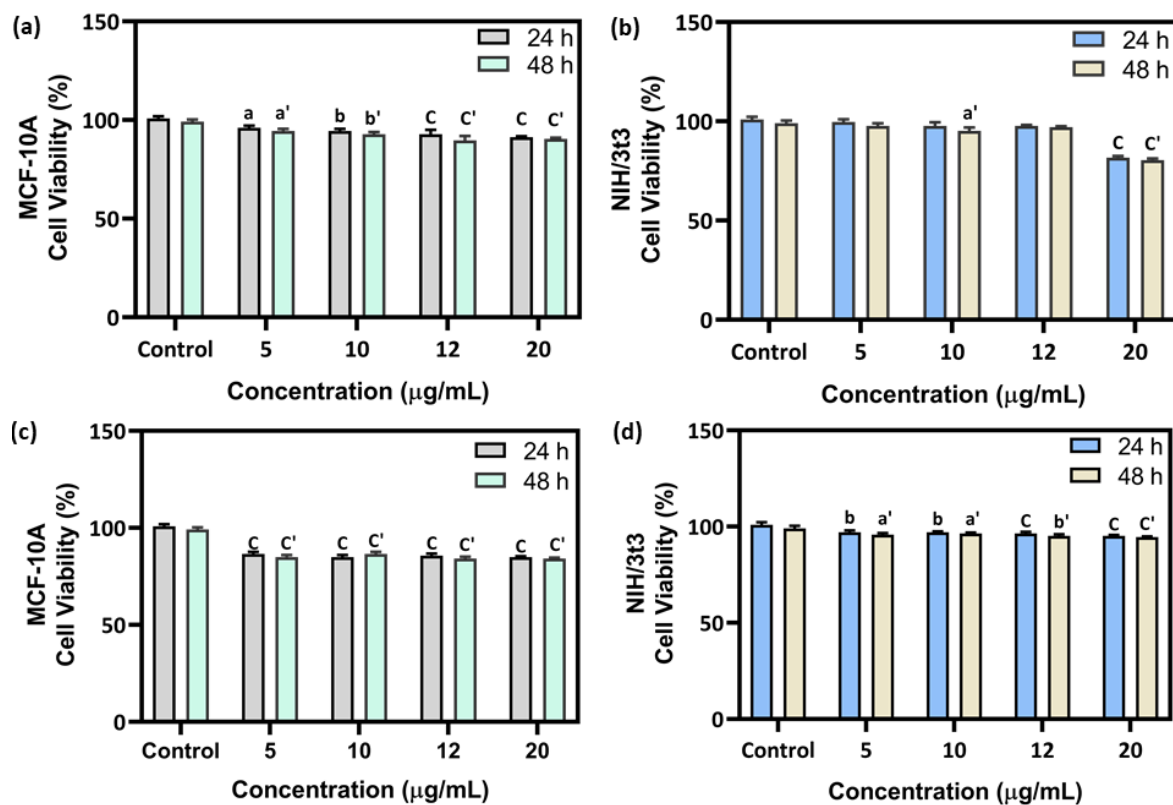 (a)
MCF-10A
Cell Viability (%)
150
100
50
0
24 h
48 h
a a' b b' C C' C C'
Control 5 10 12 20
Concentration (μg/mL)
(b)
NIH/3t3
Cell Viability (%)
150
100
50
0
24 h
48 h
a' C C'
Control 5 10 12 20
Concentration (μg/mL)
(c)
MCF-10A
Cell Viability (%)
150
100
50
0
24 h
48 h
C C' C C' C C' C C'
Control 5 10 12 20
Concentration (μg/mL)
(d)
NIH/3t3
Cell Viability (%)
150
100
50
0
24 h
48 h
b a' b a' C b' C C'
Control 5 10 12 20
Concentration (μg/mL)